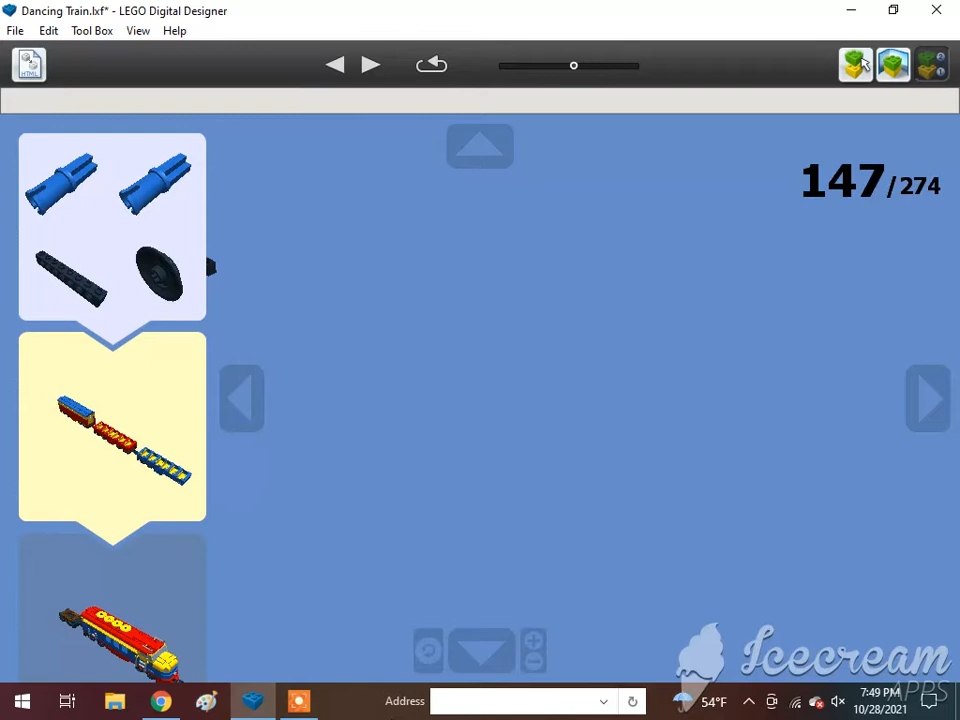 Dancing Train.lxf* - LEGO Digital Designer
File Edit Tool Box View Help
HTML
147/274
Icecream
APPS
Address
54°F
7:49 PM
10/28/2021